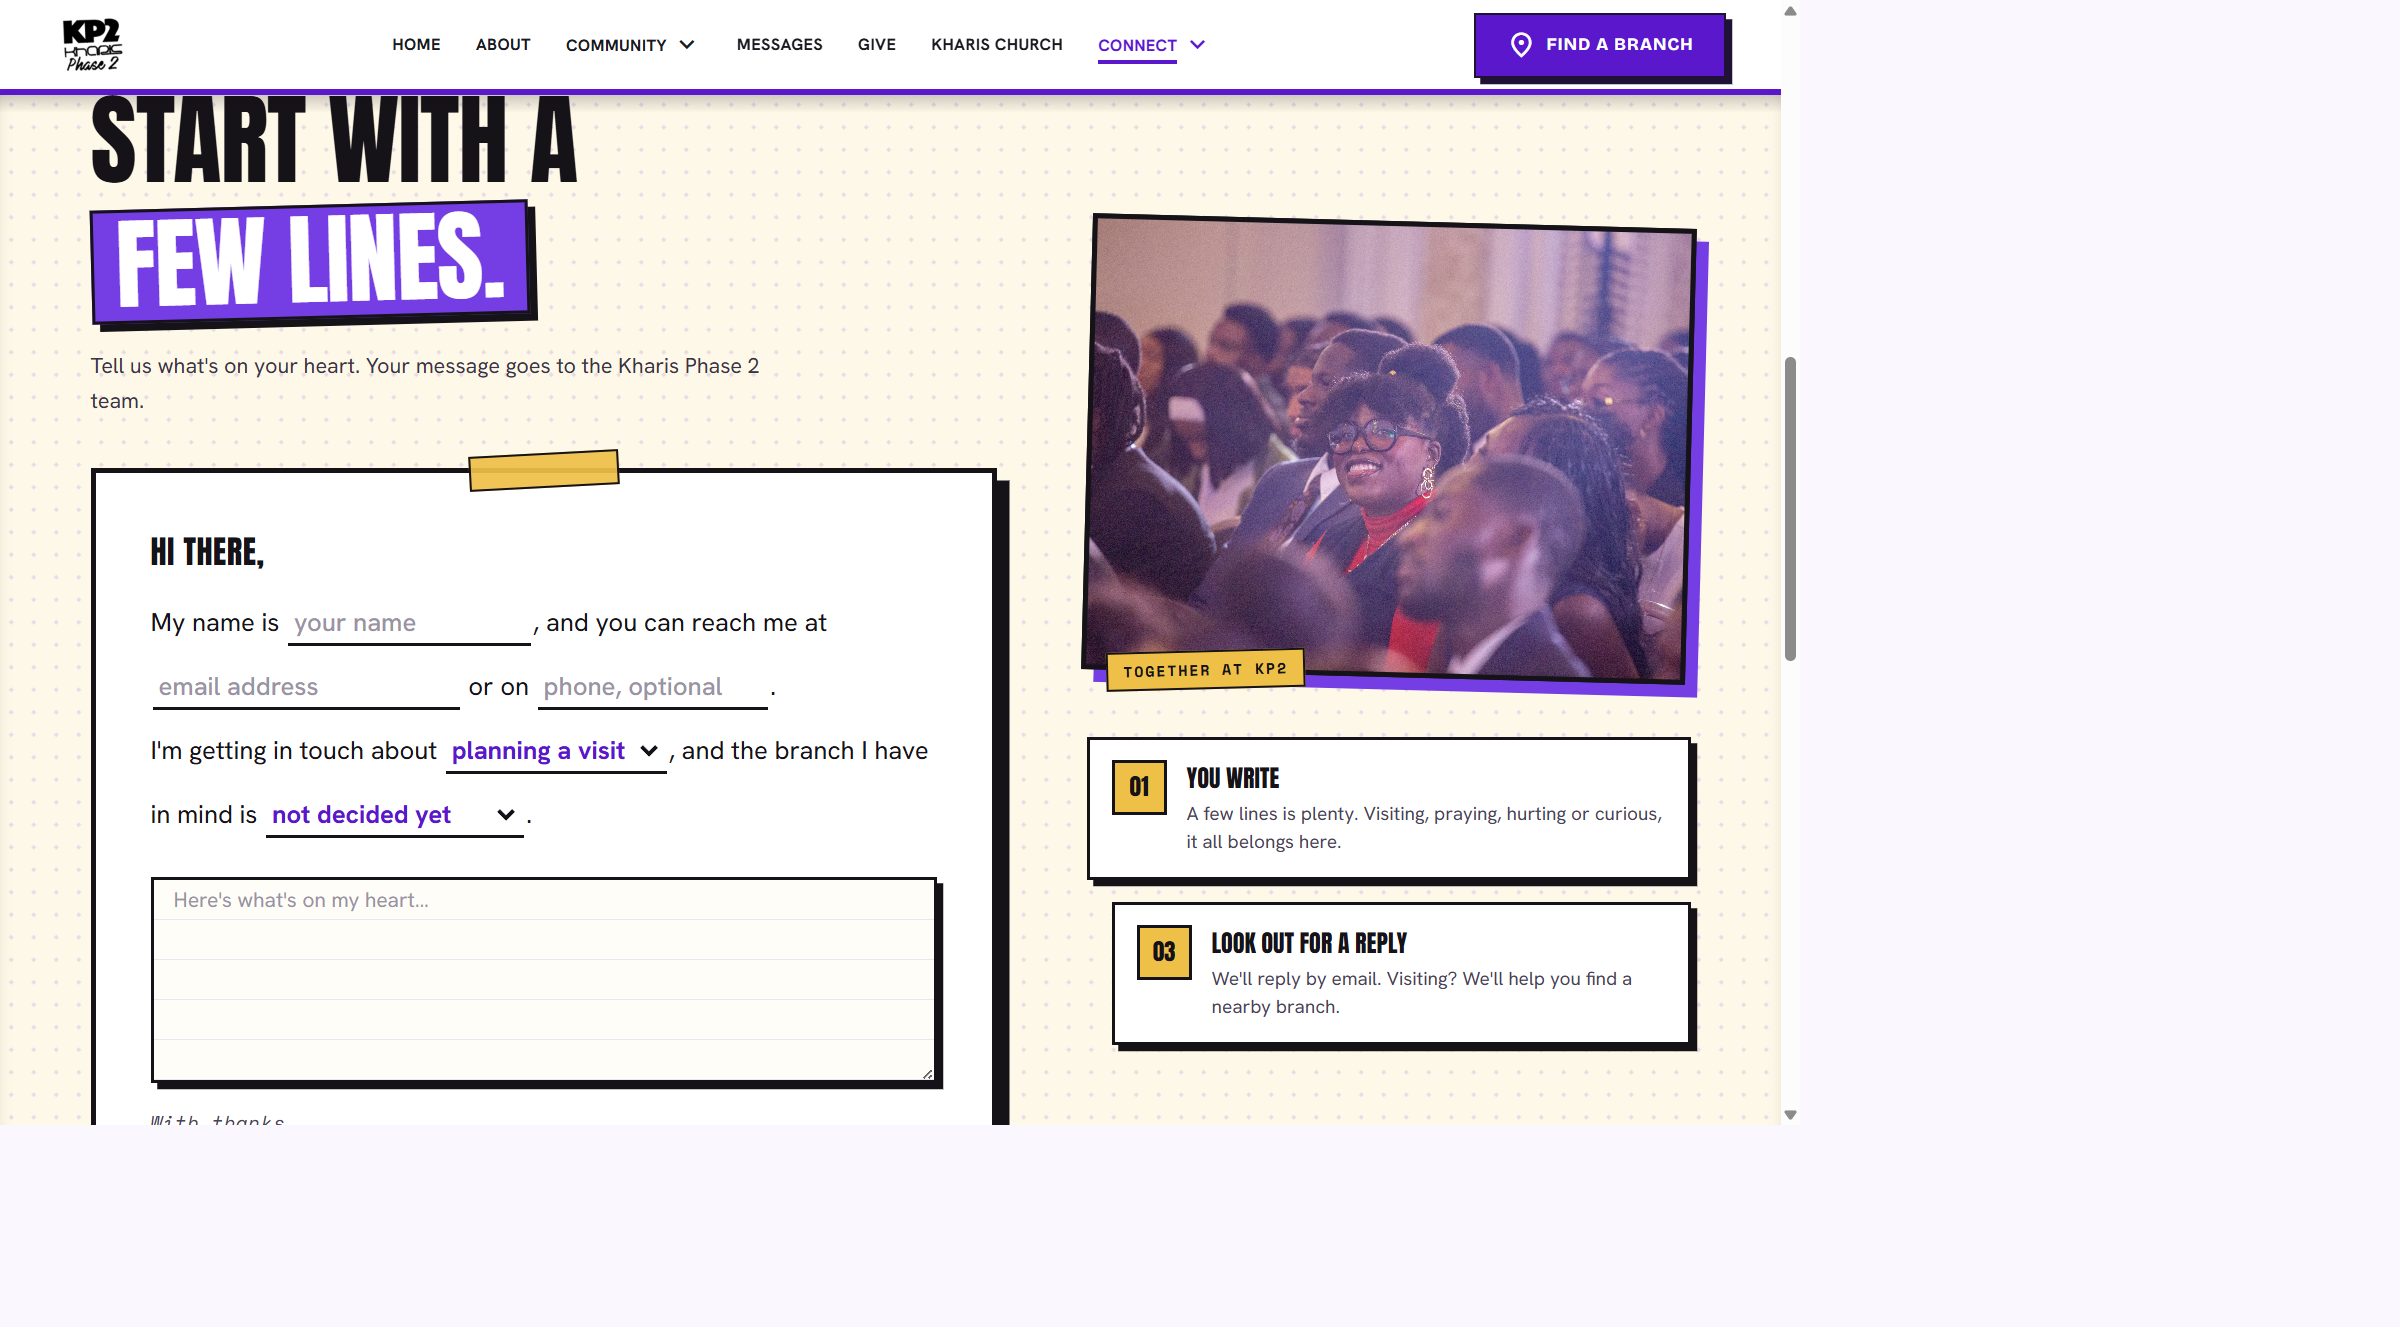 KP2
Kharis
Phase 2
HOME
ABOUT
COMMUNITY
MESSAGES
GIVE
KHARIS CHURCH
CONNECT
FIND A BRANCH
START WITH A
FEW LINES.
Tell us what's on your heart. Your message goes to the Kharis Phase 2
team.
HI THERE,
My name is your name , and you can reach me at
email address or on phone, optional .
I'm getting in touch about planning a visit , and the branch I have
in mind is not decided yet .
Here's what's on my heart...
With thanks
TOGETHER AT KP2
01
YOU WRITE
A few lines is plenty. Visiting, praying, hurting or curious,
it all belongs here.
03
LOOK OUT FOR A REPLY
We'll reply by email. Visiting? We'll help you find a
nearby branch.